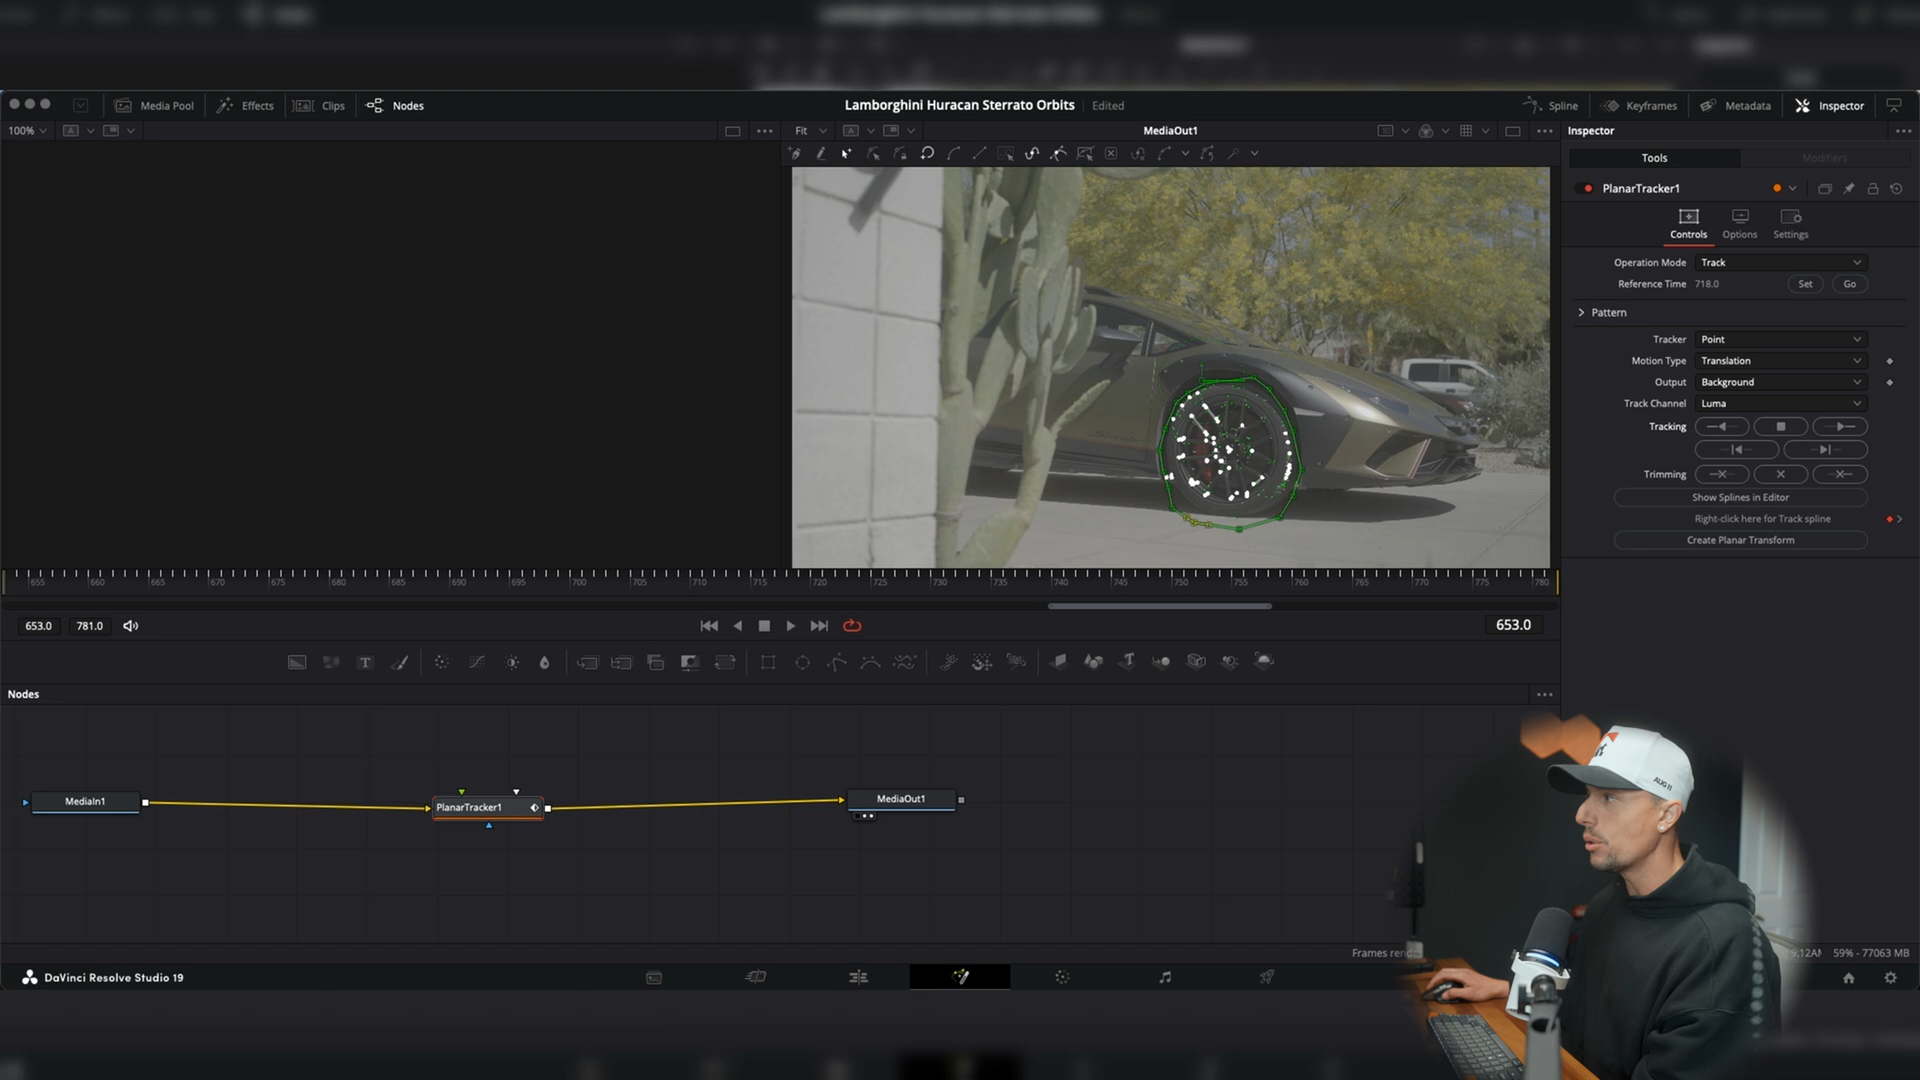 Media Pool Effects Clips Nodes Lamborghini Huracan Sterrato Orbits Edited Spline Keyframes Metadata Inspector
100% Fit MediaOut1 Inspector
Tools Modifiers
PlanarTracker1
Controls Options Settings
Operation Mode Track
Reference Time 718.0 Set Go
Pattern
Tracker Point
Motion Type Translation
Output Background
Track Channel Luma
Tracking
Trimming
Show Splines in Editor
Right-click here for Track spline
Create Planar Transform
655 660 665 670 675 680 685 690 695 700 705 710 715 720 725 730 735 740 745 750 755 760 765 770 775 780
653.0 781.0 653.0
Nodes
MediaIn1 PlanarTracker1 MediaOut1
AUG 11
Frames 59% - 77063 MB
DaVinci Resolve Studio 19